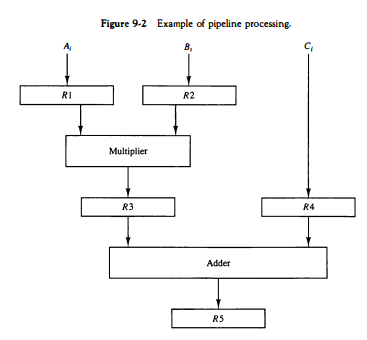 Figure 9-2 Example of pipeline processing.
A_i B_i C_i
R1 R2
Multiplier
R3 R4
Adder
R5